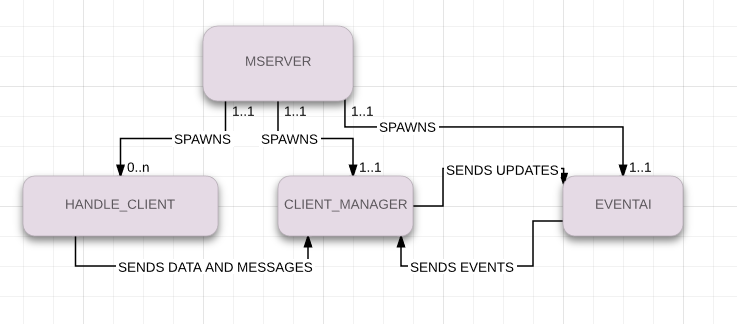 MSERVER
1..1
1..1
1..1
SPAWNS
SPAWNS
SPAWNS
0..n
1..1
1..1
SENDS UPDATES
HANDLE_CLIENT
CLIENT_MANAGER
EVENTAI
SENDS DATA AND MESSAGES
SENDS EVENTS